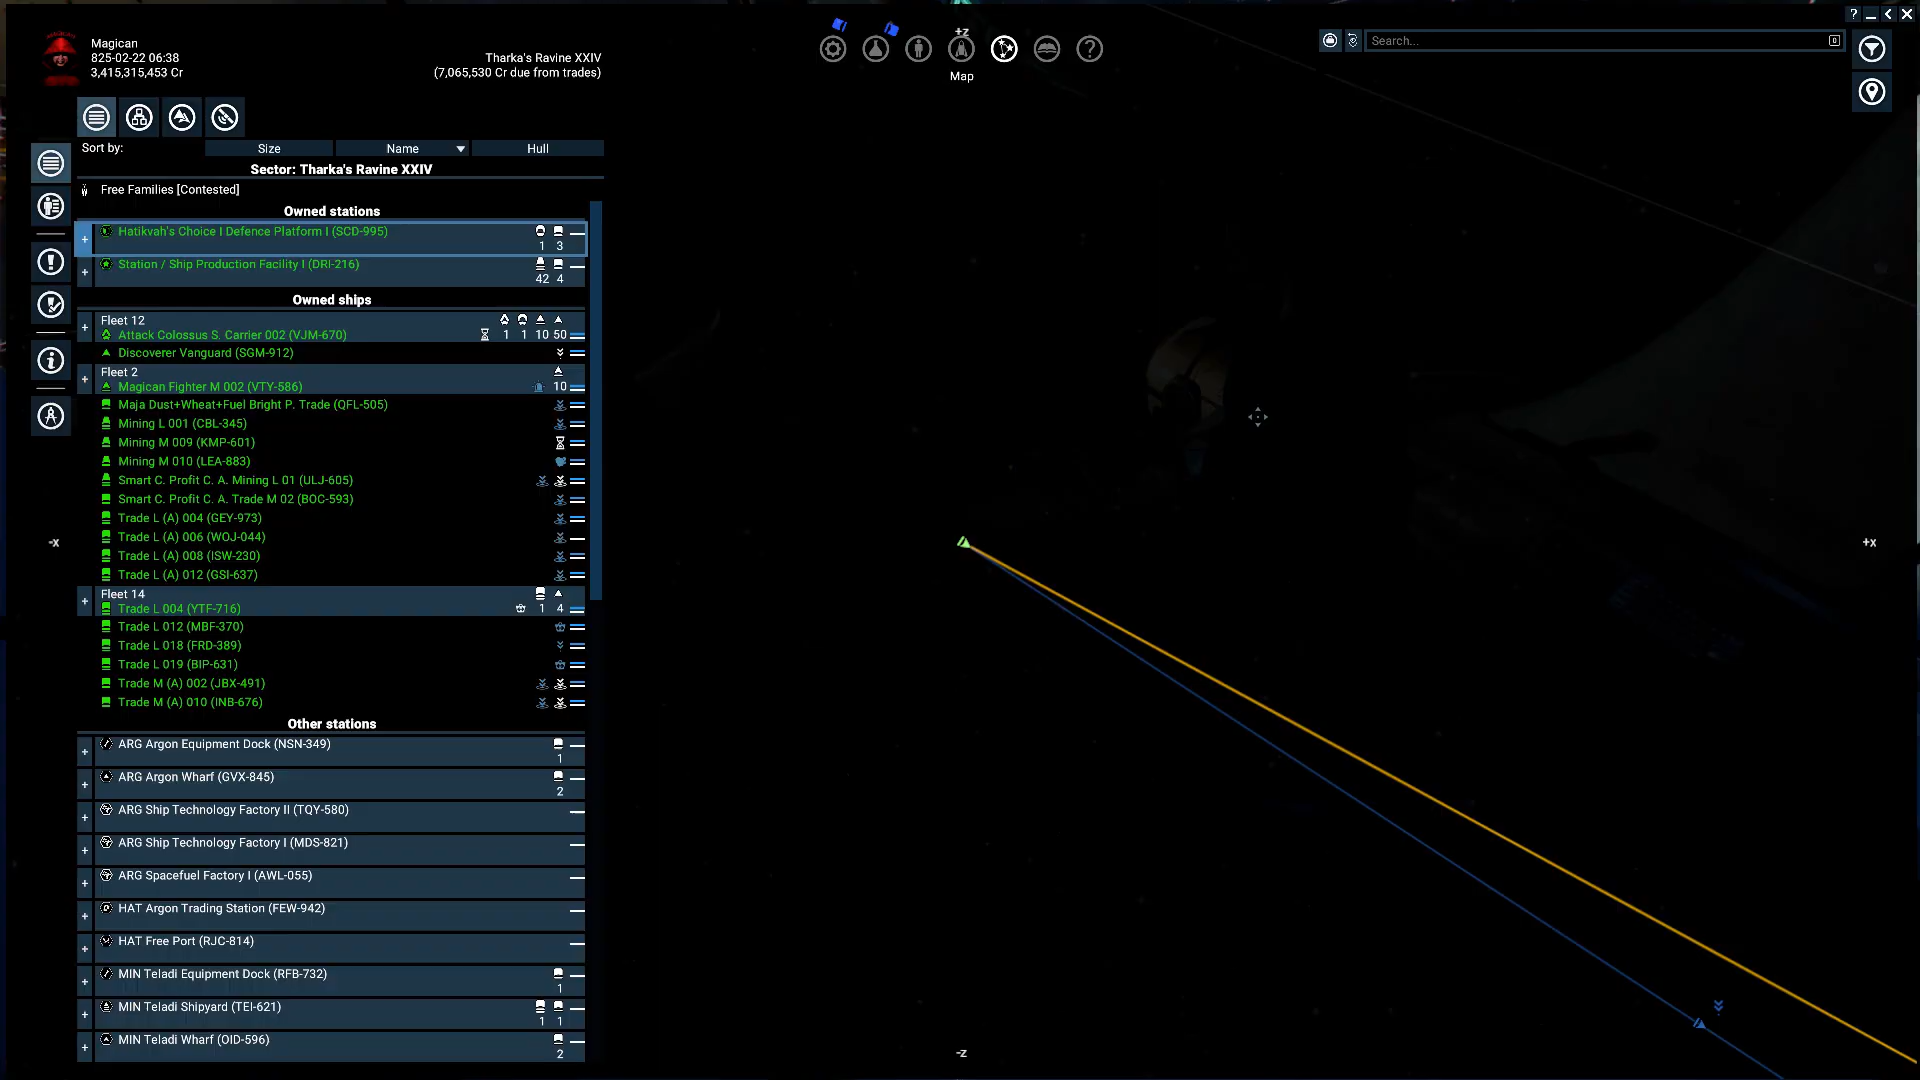 Magican
825-02-22 06:38
3,415,315,453 Cr
Tharka's Ravine XXIV
(7,065,530 Cr due from trades)
+z
Map
Search...
Sort by:
Size
Name
Hull
Sector: Tharka's Ravine XXIV
Free Families [Contested]
Owned stations
Hatikvah's Choice I Defence Platform I (SCD-995)
1 3
Station / Ship Production Facility I (DRI-216)
42 4
Owned ships
Fleet 12
Attack Colossus S. Carrier 002 (VJM-670) 1 1 10 50
Discoverer Vanguard (SGM-912)
Fleet 2
Magican Fighter M 002 (VTY-586) 10
Maja Dust+Wheat+Fuel Bright P. Trade (QFL-505)
Mining L 001 (CBL-345)
Mining M 009 (KMP-601)
Mining M 010 (LEA-883)
Smart C. Profit C. A. Mining L 01 (ULJ-605)
Smart C. Profit C. A. Trade M 02 (BOC-593)
Trade L (A) 004 (GEY-973)
Trade L (A) 006 (WOJ-044)
Trade L (A) 008 (ISW-230)
Trade L (A) 012 (GSI-637)
Fleet 14
Trade L 004 (YTF-716) 1 4
Trade L 012 (MBF-370)
Trade L 018 (FRD-389)
Trade L 019 (BIP-631)
Trade M (A) 002 (JBX-491)
Trade M (A) 010 (INB-676)
Other stations
ARG Argon Equipment Dock (NSN-349)
1
ARG Argon Wharf (GVX-845)
2
ARG Ship Technology Factory II (TQY-580)
ARG Ship Technology Factory I (MDS-821)
ARG Spacefuel Factory I (AWL-055)
HAT Argon Trading Station (FEW-942)
HAT Free Port (RJC-814)
MIN Teladi Equipment Dock (RFB-732)
1
MIN Teladi Shipyard (TEI-621)
1 1
MIN Teladi Wharf (OID-596)
2
-x
+x
-z